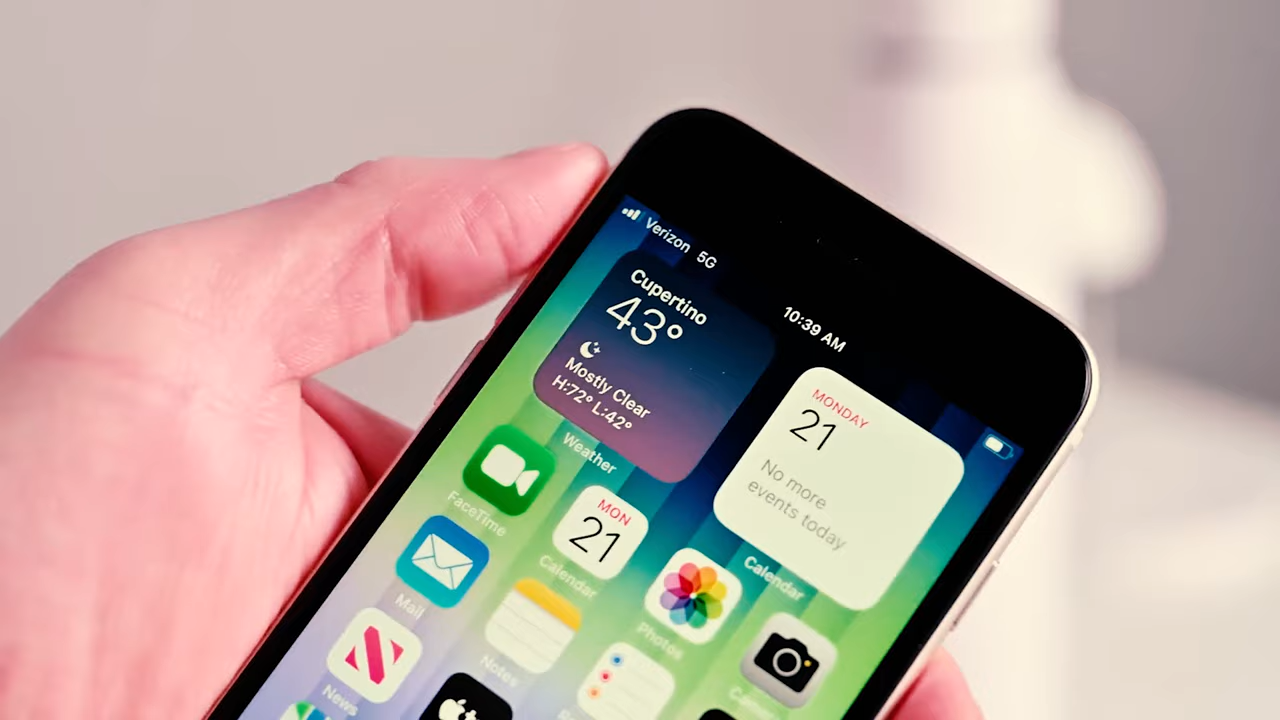 Verizon 5G
10:39 AM
Cupertino
43°
Mostly Clear
H:72° L:42°
Weather
MONDAY
21
No more
events today
Calendar
FaceTime
MON
21
Calendar
Photos
Mail
Notes
News